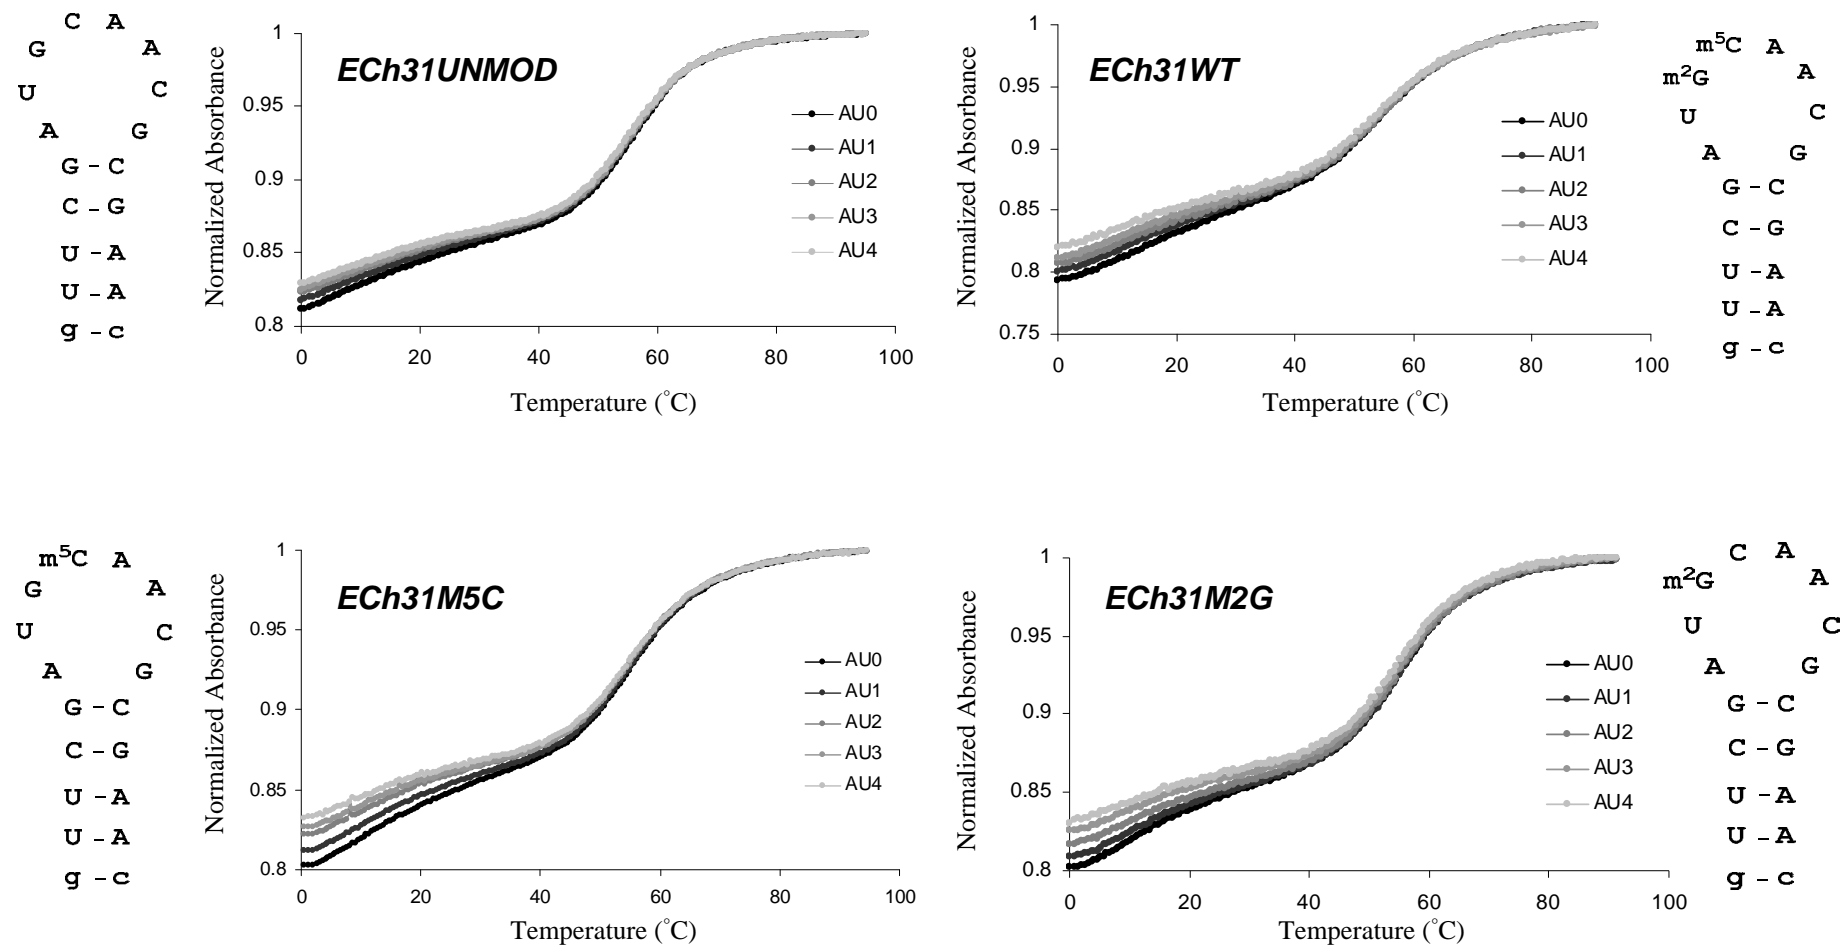 C A
G A
U C
A G
G - C
C - G
U - A
U - A
g - c
ECh31UNMOD
Normalized Absorbance
1
0.95
0.9
0.85
0.8
0 20 40 60 80 100
Temperature (°C)
AU0
AU1
AU2
AU3
AU4
ECh31WT
Normalized Absorbance
1
0.95
0.9
0.85
0.8
0.75
0 20 40 60 80 100
Temperature (°C)
AU0
AU1
AU2
AU3
AU4
m⁵C A
m²G A
U C
A G
G - C
C - G
U - A
U - A
g - c
m⁵C A
G A
U C
A G
G - C
C - G
U - A
U - A
g - c
ECh31M5C
Normalized Absorbance
1
0.95
0.9
0.85
0.8
0 20 40 60 80 100
Temperature (°C)
AU0
AU1
AU2
AU3
AU4
ECh31M2G
Normalized Absorbance
1
0.95
0.9
0.85
0.8
0 20 40 60 80 100
Temperature (°C)
AU0
AU1
AU2
AU3
AU4
C A
m²G A
U C
A G
G - C
C - G
U - A
U - A
g - c